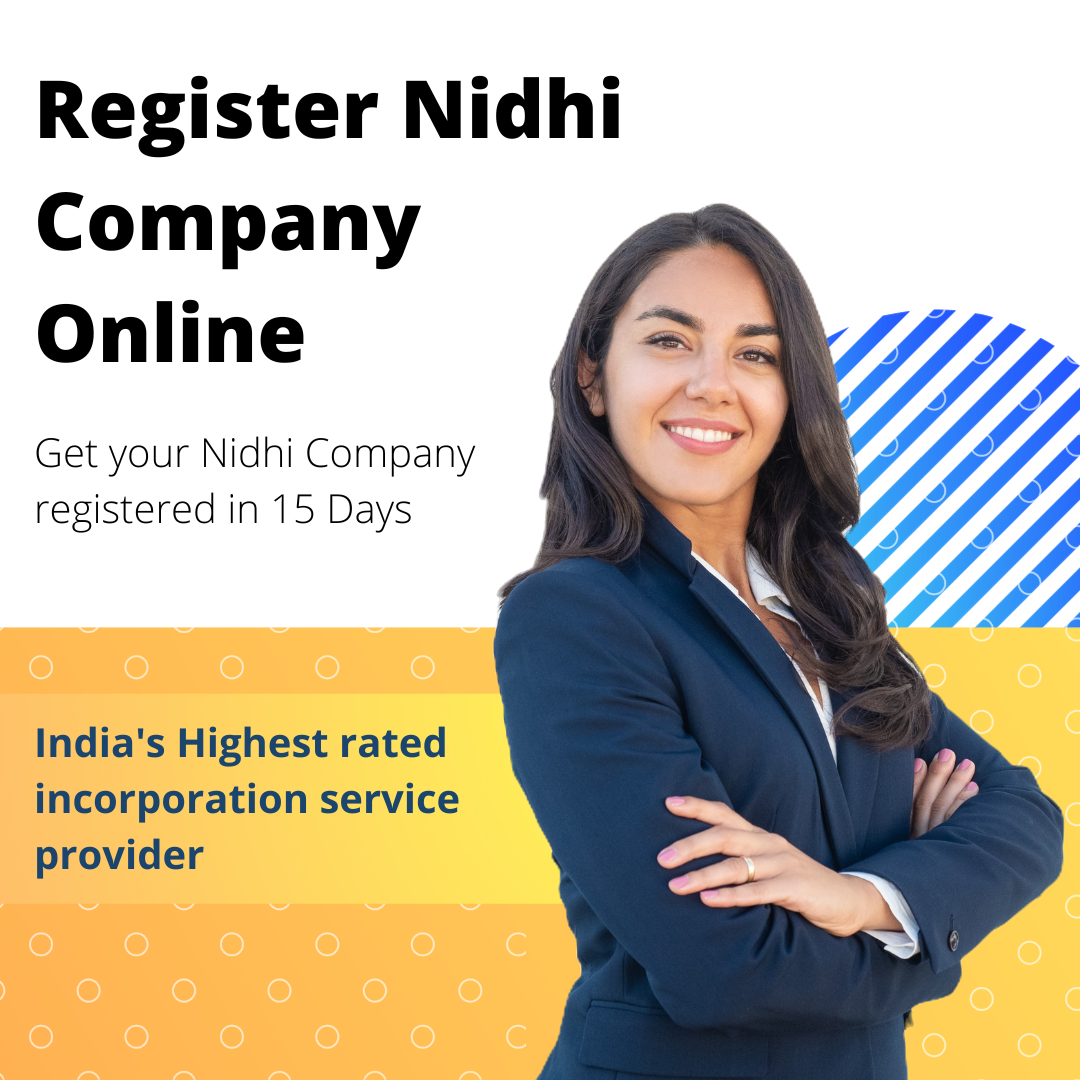 Register Nidhi
Company
Online
Get your Nidhi Company
registered in 15 Days
India's Highest rated
incorporation service
provider